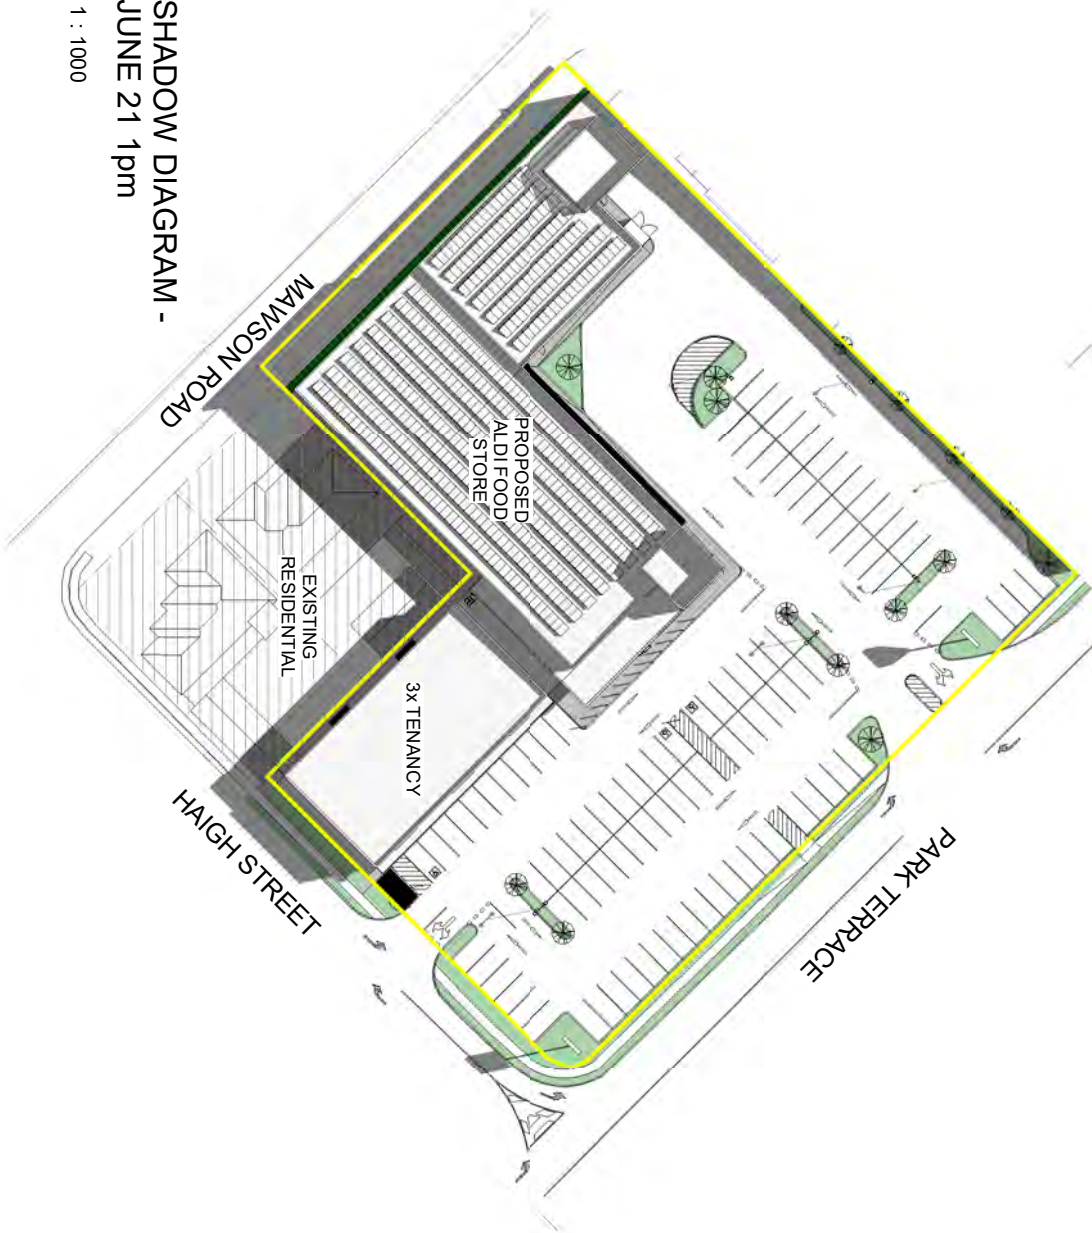 SHADOW DIAGRAM -
JUNE 21 1pm
1 : 1000
MAWSON ROAD
PROPOSED
ALDI FOOD
STORE
EXISTING
RESIDENTIAL
3x TENANCY
HAIGH STREET
PARK TERRACE